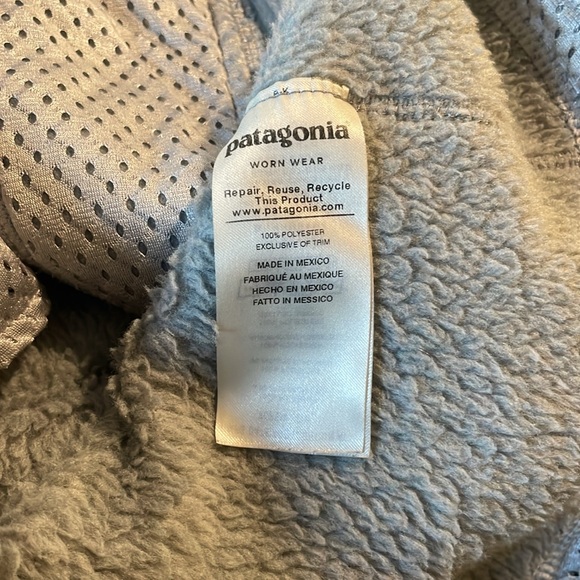 patagonia
WORN WEAR
Repair, Reuse, Recycle
This Product
www.patagonia.com
100% POLYESTER
EXCLUSIVE OF TRIM
MADE IN MEXICO
FABRIQUÉ AU MEXIQUE
HECHO EN MEXICO
FATTO IN MESSICO